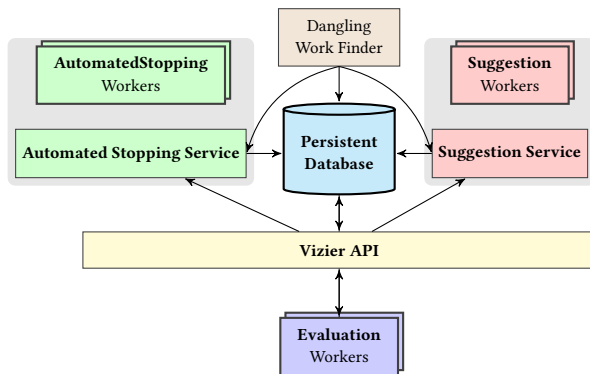 Dangling
Work Finder
AutomatedStopping
Workers
Suggestion
Workers
Persistent
Database
Automated Stopping Service
Suggestion Service
Vizier API
Evaluation
Workers